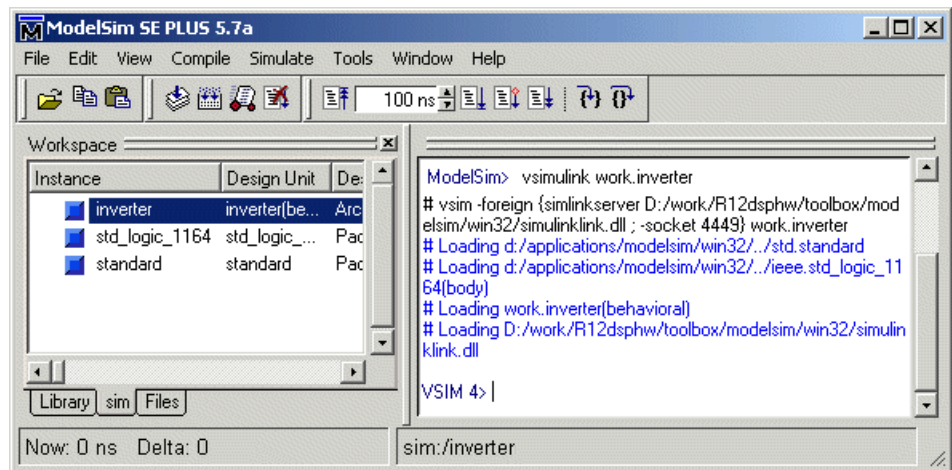 ModelSim SE PLUS 5.7a
File Edit View Compile Simulate Tools Window Help
100 ns
Workspace
Instance Design Unit De:
inverter inverter(be... Arc
std_logic_1164 std_logic_... Pac
standard standard Pac
Library sim Files
ModelSim> vsimulink work.inverter
# vsim -foreign {simlinkserver D:/work/R12dsphw/toolbox/mod
elsim/win32/simulinklink.dll ; -socket 4449} work.inverter
# Loading d:/applications/modelsim/win32/../std.standard
# Loading d:/applications/modelsim/win32/../ieee.std_logic_11
64(body)
# Loading work.inverter(behavioral)
# Loading D:/work/R12dsphw/toolbox/modelsim/win32/simulin
klink.dll
VSIM 4>
Now: 0 ns Delta: 0
sim:/inverter